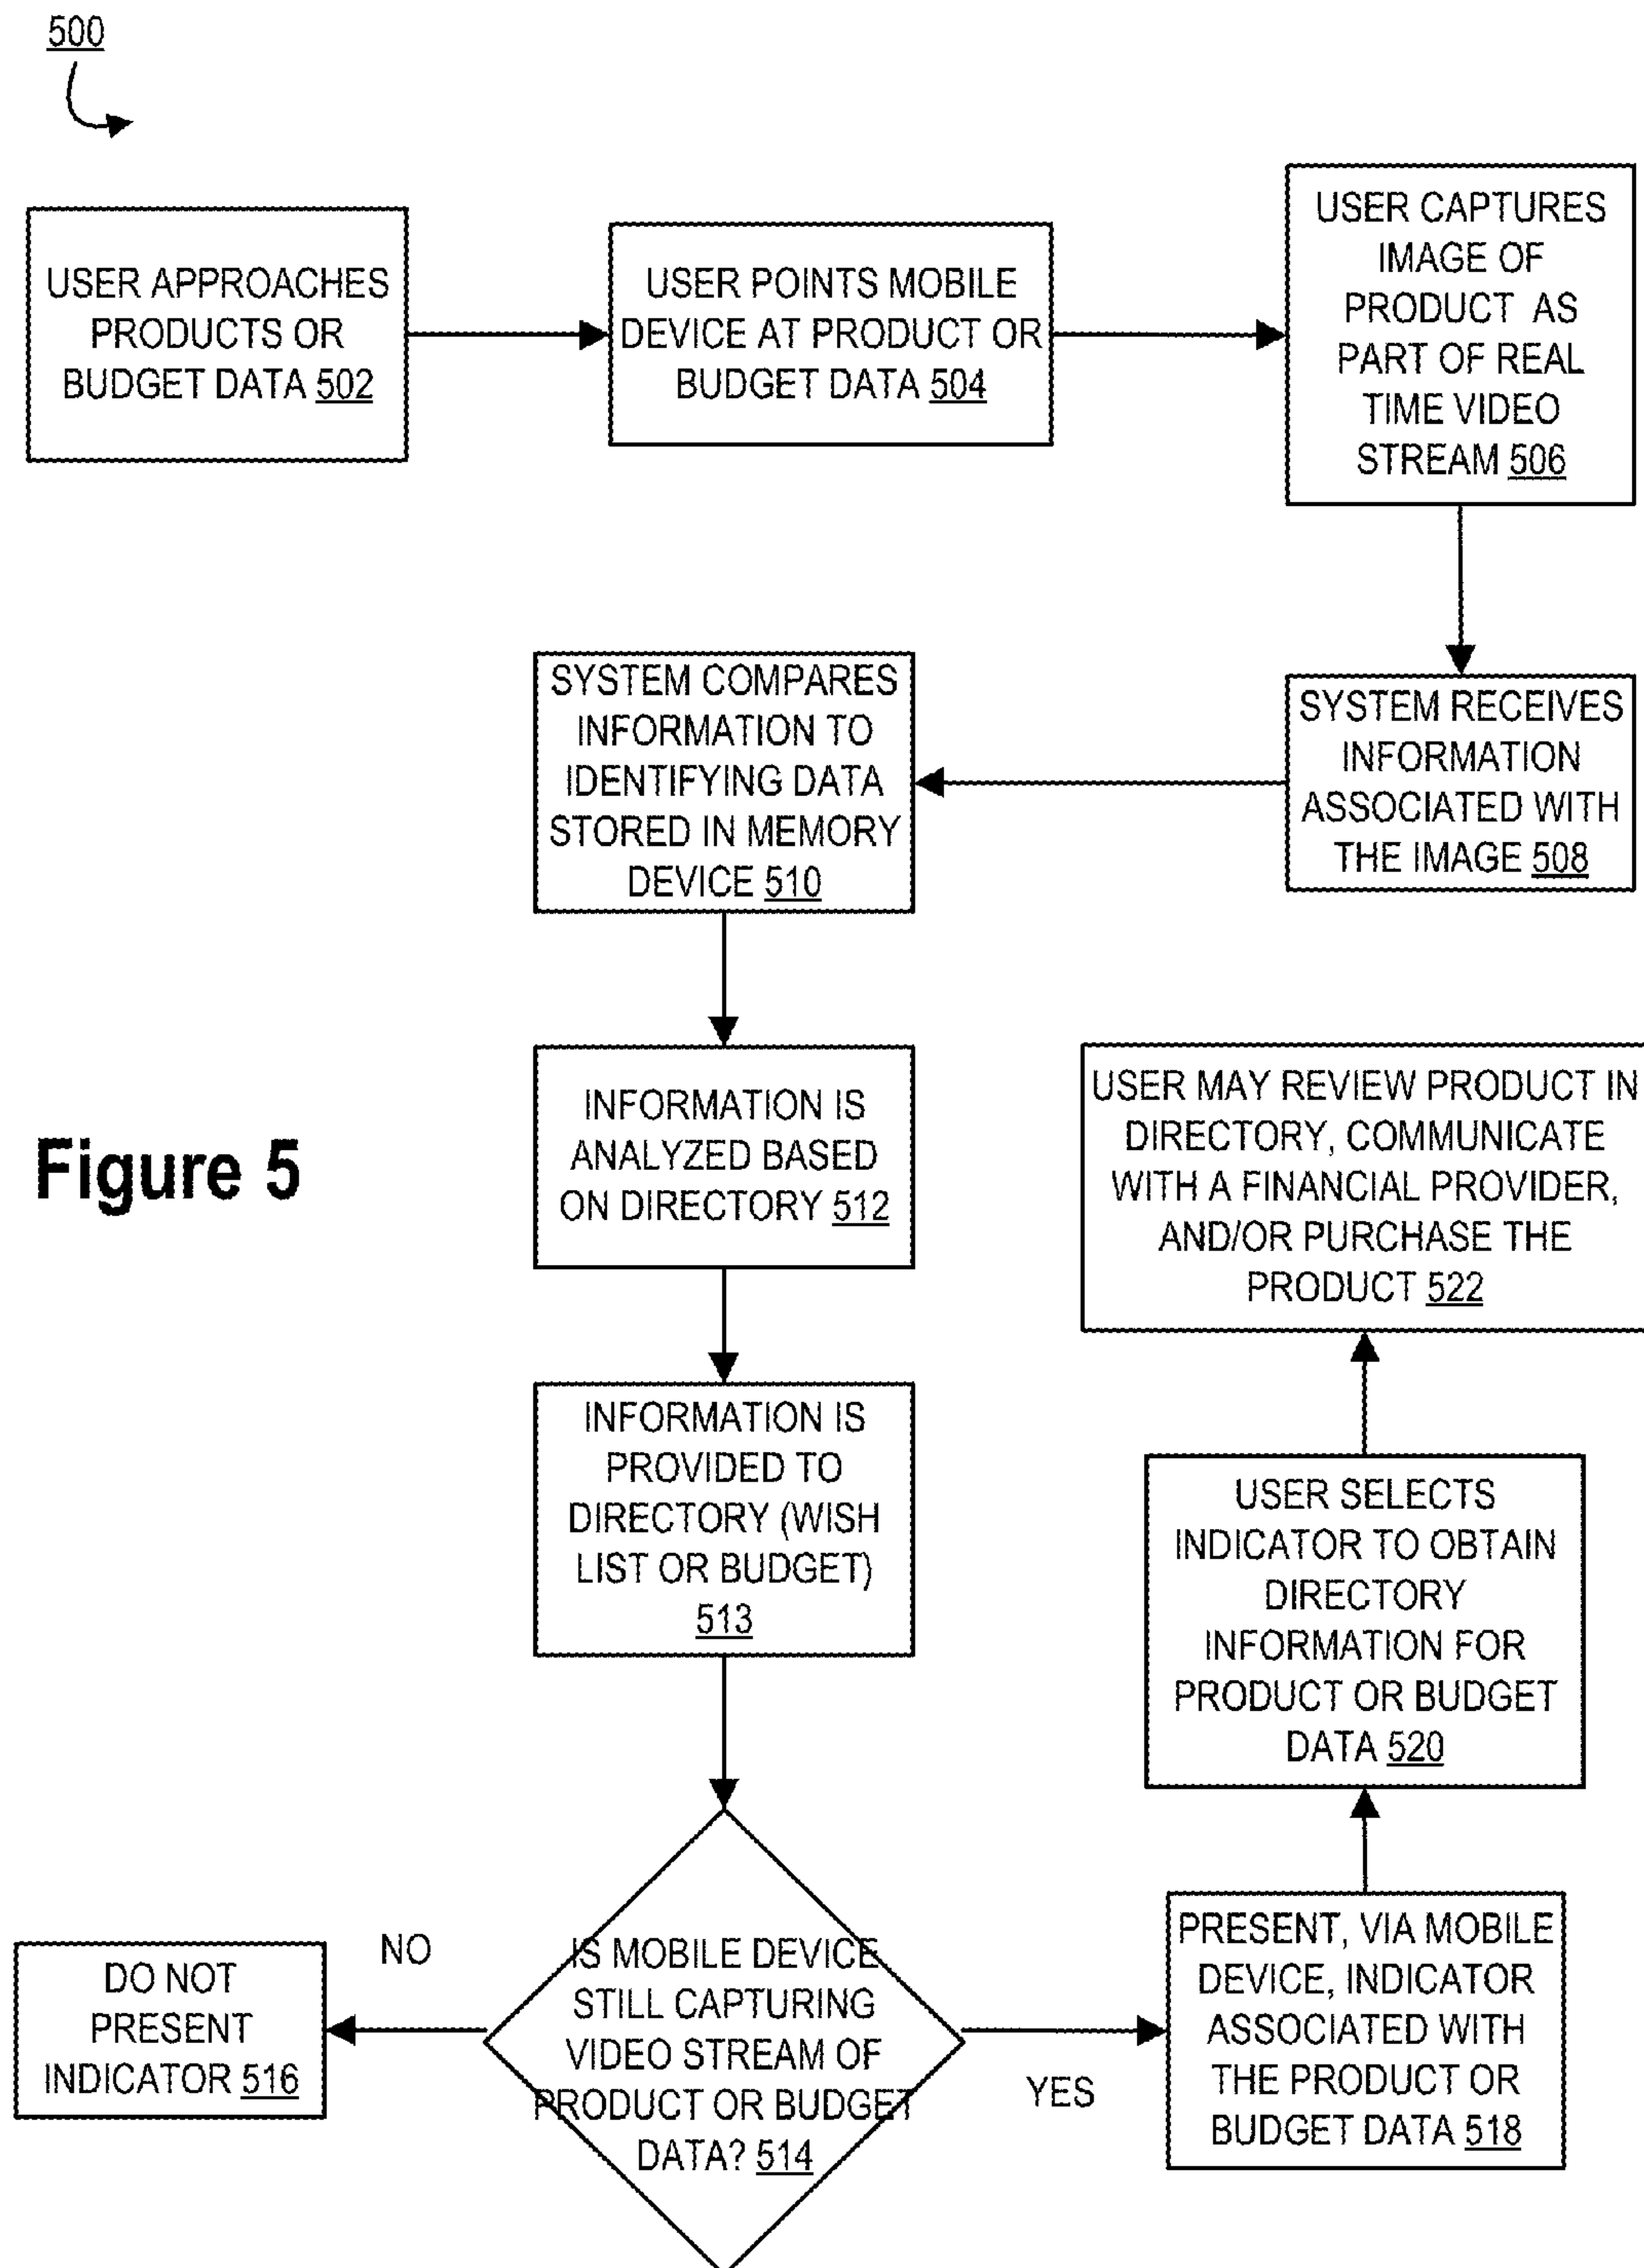 500
USER APPROACHES
PRODUCTS OR
BUDGET DATA 502
USER POINTS MOBILE
DEVICE AT PRODUCT OR
BUDGET DATA 504
USER CAPTURES
IMAGE OF
PRODUCT AS
PART OF REAL
TIME VIDEO
STREAM 506
SYSTEM RECEIVES
INFORMATION
ASSOCIATED WITH
THE IMAGE 508
SYSTEM COMPARES
INFORMATION TO
IDENTIFYING DATA
STORED IN MEMORY
DEVICE 510
INFORMATION IS
ANALYZED BASED
ON DIRECTORY 512
INFORMATION IS
PROVIDED TO
DIRECTORY (WISH
LIST OR BUDGET)
513
IS MOBILE DEVICE
STILL CAPTURING
VIDEO STREAM OF
PRODUCT OR BUDGET
DATA? 514
NO
DO NOT
PRESENT
INDICATOR 516
YES
PRESENT, VIA MOBILE
DEVICE, INDICATOR
ASSOCIATED WITH
THE PRODUCT OR
BUDGET DATA 518
USER SELECTS
INDICATOR TO OBTAIN
DIRECTORY
INFORMATION FOR
PRODUCT OR BUDGET
DATA 520
USER MAY REVIEW PRODUCT IN
DIRECTORY, COMMUNICATE
WITH A FINANCIAL PROVIDER,
AND/OR PURCHASE THE
PRODUCT 522
Figure 5